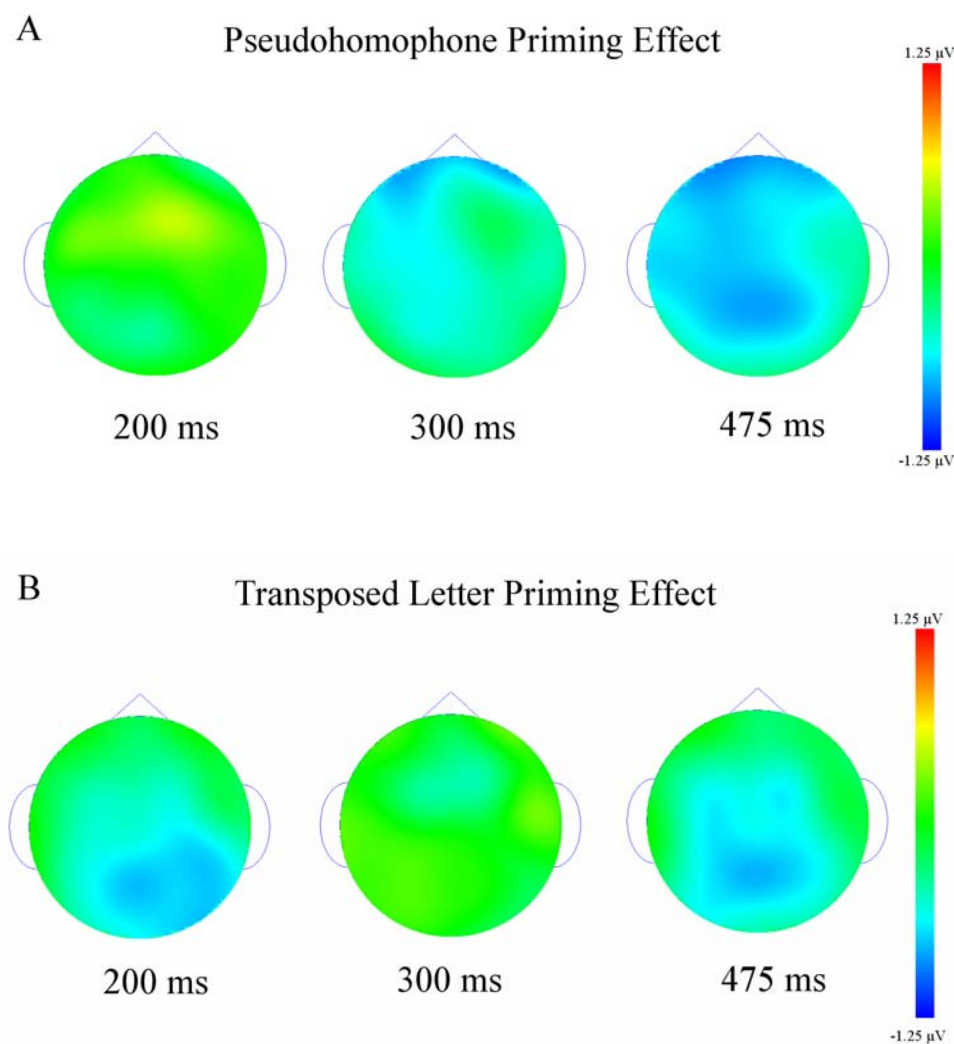 A
Pseudohomophone Priming Effect
1.25 µV
200 ms
300 ms
475 ms
-1.25 µV
B
Transposed Letter Priming Effect
1.25 µV
200 ms
300 ms
475 ms
-1.25 µV